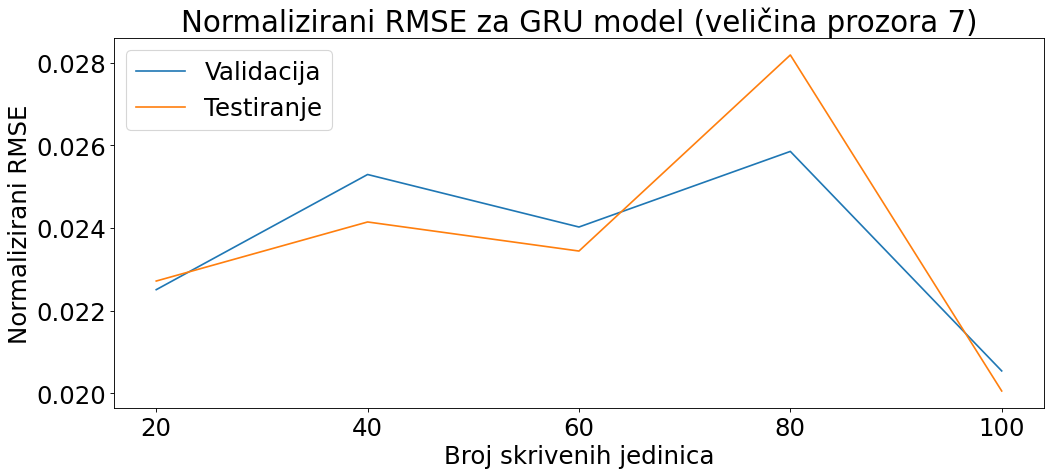 Normalizirani RMSE za GRU model (veličina prozora 7)
Validacija
Testiranje
Normalizirani RMSE
0.028
0.026
0.024
0.022
0.020
20 40 60 80 100
Broj skrivenih jedinica